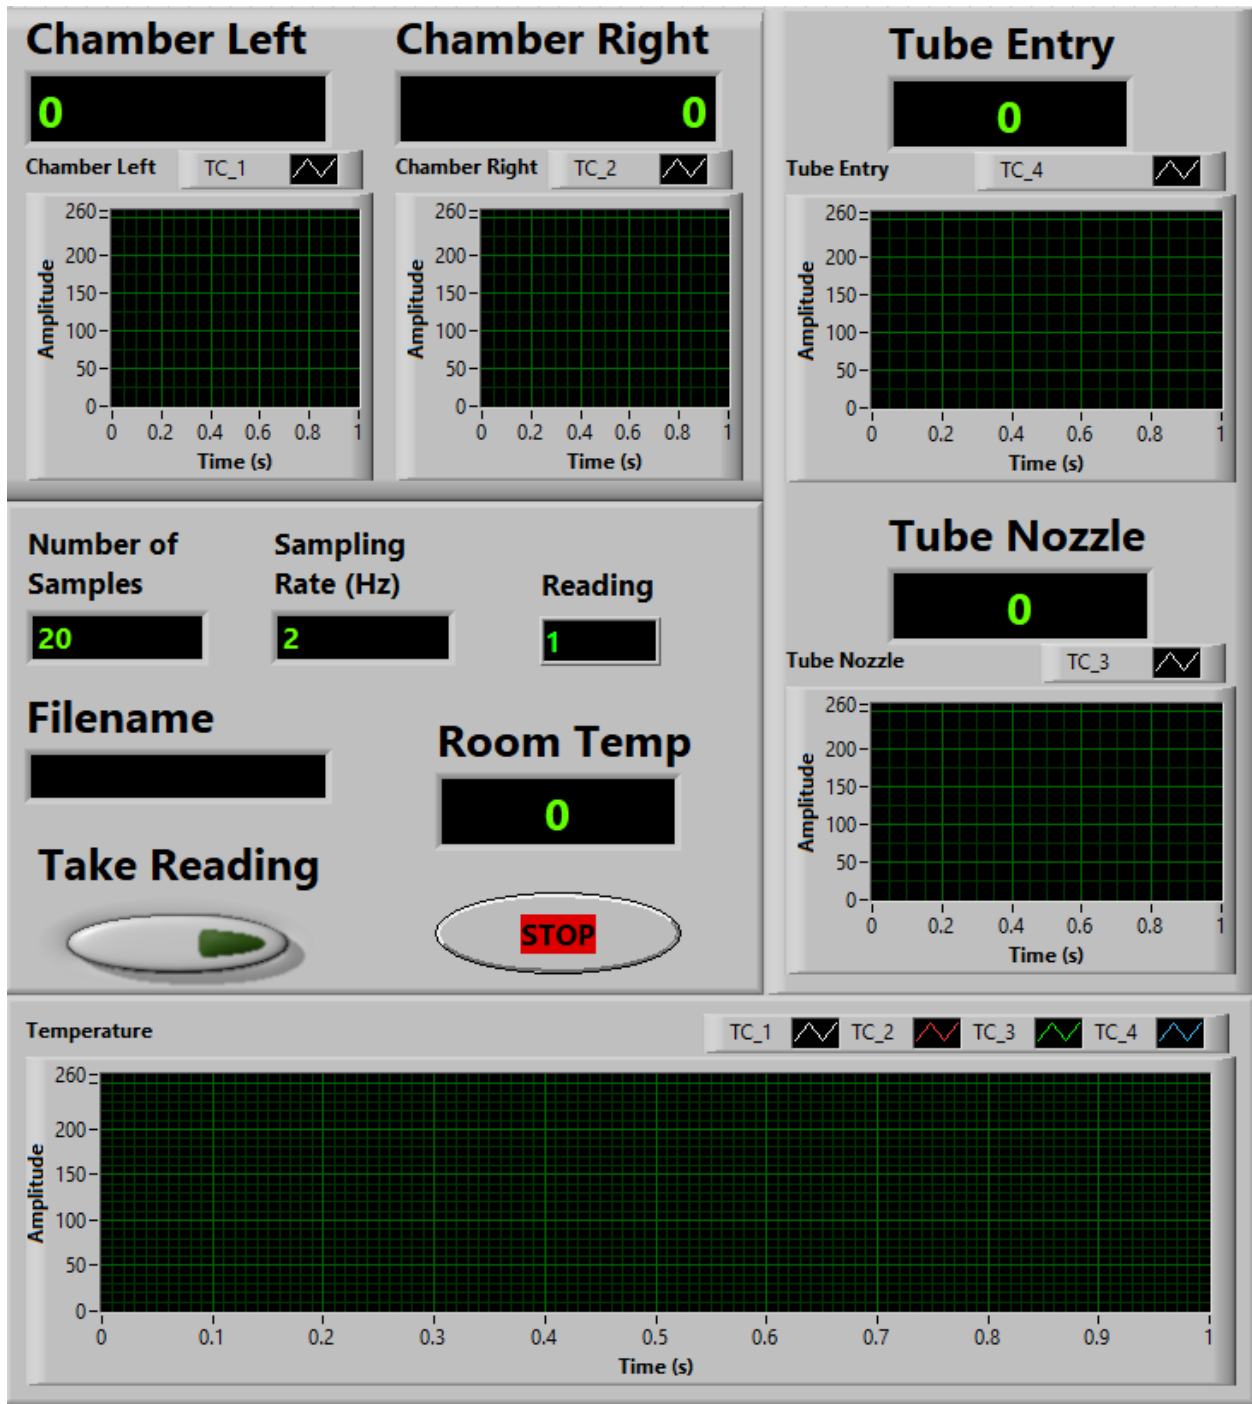 Chamber Left
0
Chamber Left TC_1
260
200
150
100
50
0
Amplitude
0 0.2 0.4 0.6 0.8 1
Time (s)
Chamber Right
0
Chamber Right TC_2
260
200
150
100
50
0
Amplitude
0 0.2 0.4 0.6 0.8 1
Time (s)
Tube Entry
0
Tube Entry TC_4
260
200
150
100
50
0
Amplitude
0 0.2 0.4 0.6 0.8 1
Time (s)
Number of
Samples
20
Sampling
Rate (Hz)
2
Reading
1
Filename
Room Temp
0
Take Reading
STOP
Tube Nozzle
0
Tube Nozzle TC_3
260
200
150
100
50
0
Amplitude
0 0.2 0.4 0.6 0.8 1
Time (s)
Temperature TC_1 TC_2 TC_3 TC_4
260
200
150
100
50
0
Amplitude
0 0.1 0.2 0.3 0.4 0.5 0.6 0.7 0.8 0.9 1
Time (s)